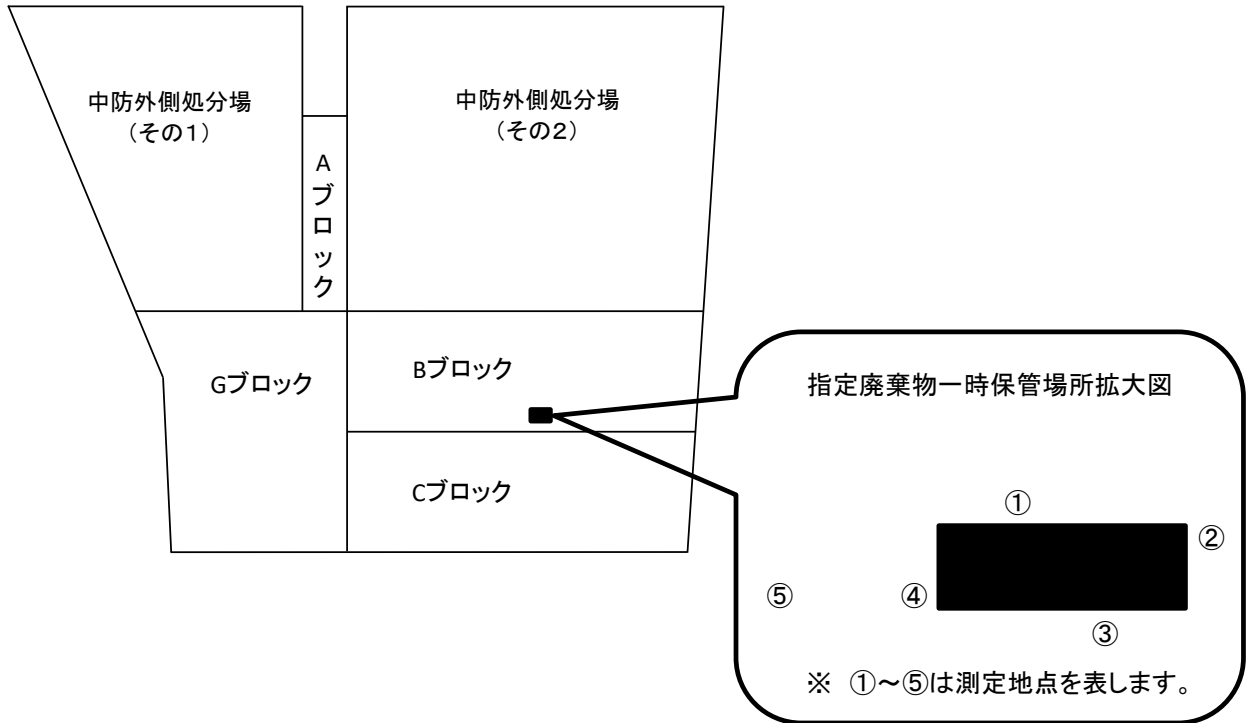 中防外側処分場
（その１）
中防外側処分場
（その２）
Aブロック
Gブロック
Bブロック
Cブロック
指定廃棄物一時保管場所拡大図
①
②
⑤
④
③
※ ①～⑤は測定地点を表します。